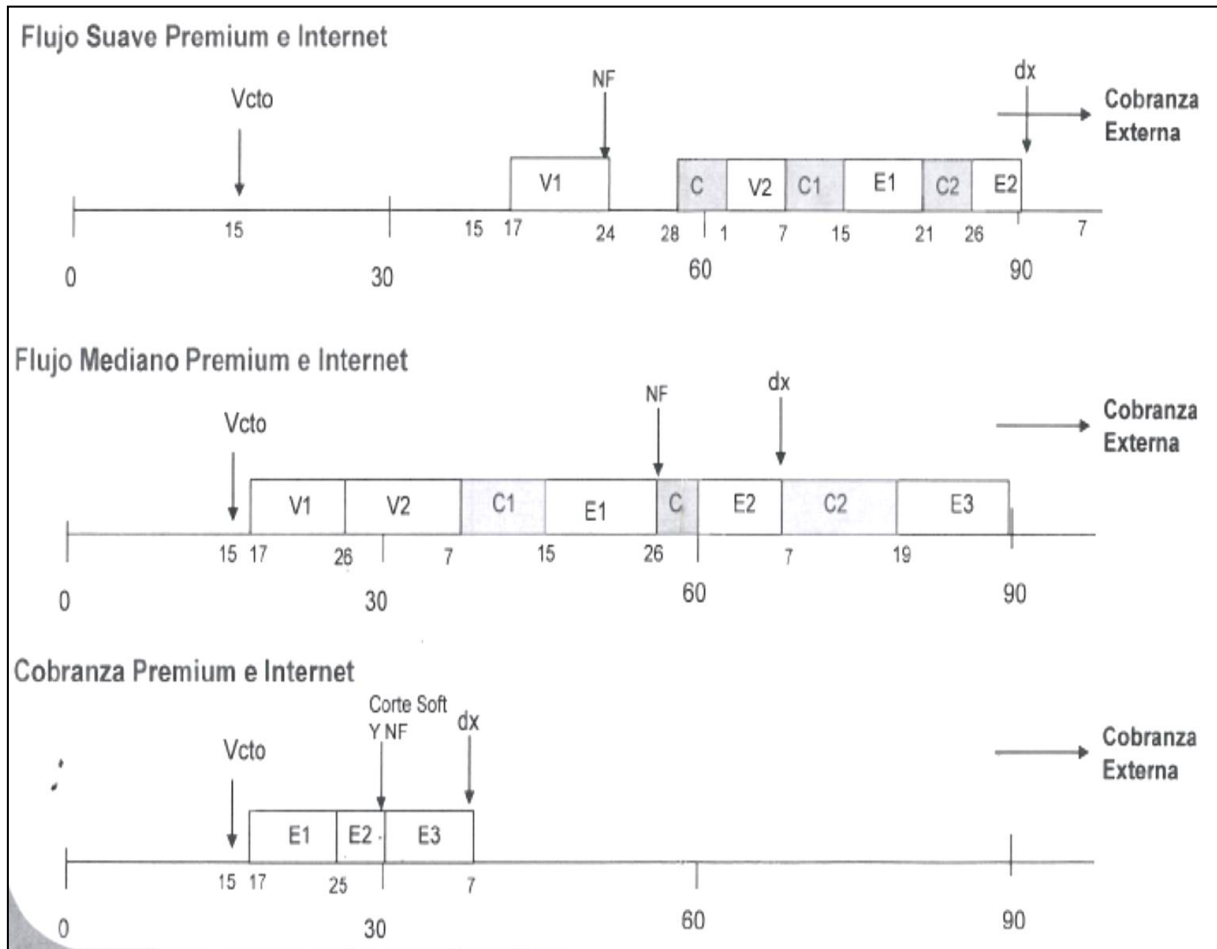 Flujo Suave Premium e Internet
Vcto
NF
dx
Cobranza
Externa
V1
C
V2
C1
E1
C2
E2
15
15
17
24
28
1
7
15
21
26
7
0
30
60
90
Flujo Mediano Premium e Internet
Vcto
NF
dx
Cobranza
Externa
V1
V2
C1
E1
C
E2
C2
E3
15
17
26
7
15
26
7
19
0
30
60
90
Cobranza Premium e Internet
Corte Soft
Y NF
dx
Vcto
Cobranza
Externa
E1
E2
E3
15
17
25
7
0
30
60
90